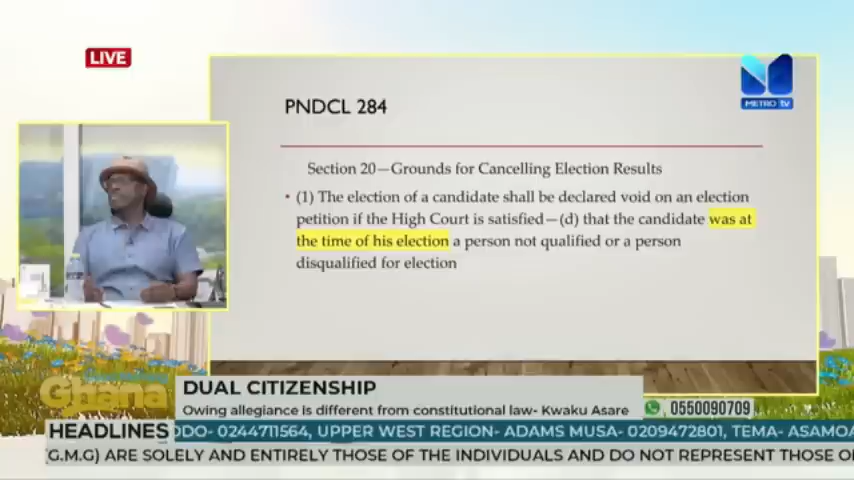 LIVE
METRO TV
PNDCL 284
Section 20—Grounds for Cancelling Election Results
• (1) The election of a candidate shall be declared void on an election
petition if the High Court is satisfied—(d) that the candidate was at
the time of his election a person not qualified or a person
disqualified for election
Ghana
DUAL CITIZENSHIP
Owing allegiance is different from constitutional law- Kwaku Asare
0550090709
HEADLINES
DDO- 0244711564, UPPER WEST REGION- ADAMS MUSA- 0209472801, TEMA- ASAMOA
(G.M.G) ARE SOLELY AND ENTIRELY THOSE OF THE INDIVIDUALS AND DO NOT REPRESENT THOSE O